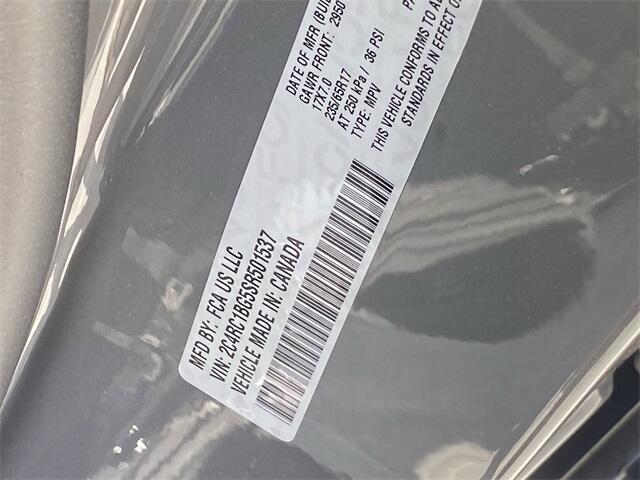 MFD BY: FCA US LLC
DATE OF MFR (BUI
GAWR FRONT: 2950
17X7.0
235/65R17
AT 250 kPa / 36 PSI
THIS VEHICLE CONFORMS TO A
STANDARDS IN EFFECT O
VIN: 2C4RC1BG5SR501537
TYPE: MPV
VEHICLE MADE IN: CANADA